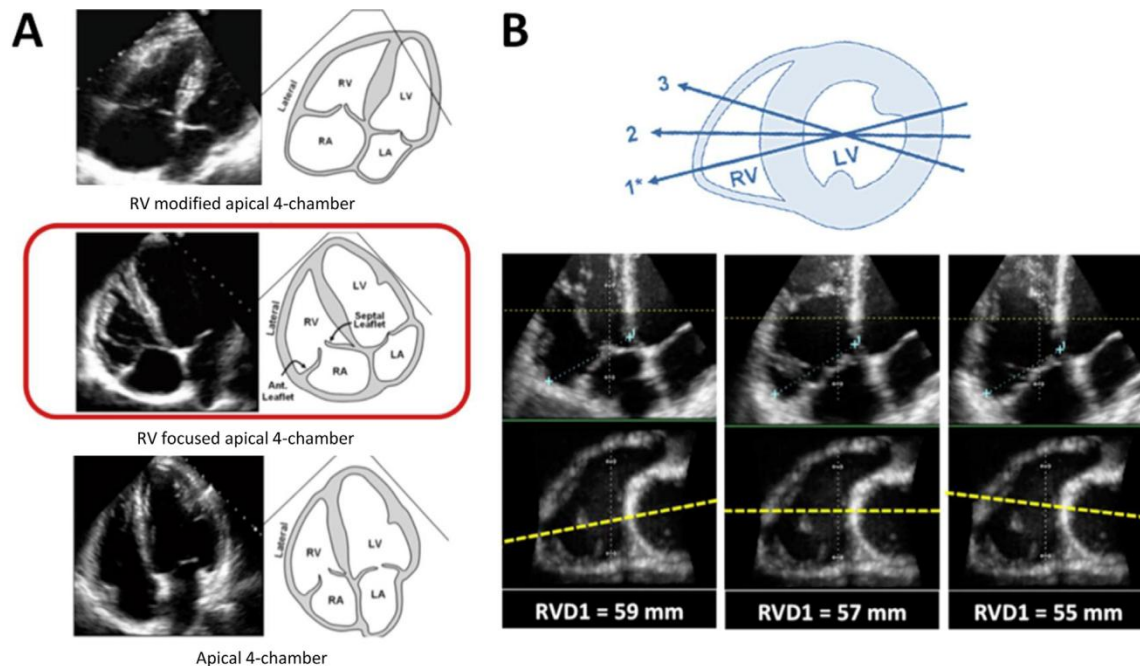 A
Lateral
RV
LV
RA
LA
RV modified apical 4-chamber
Lateral
LV
RV
Septal
Leaflet
LA
RA
Ant.
Leaflet
RV focused apical 4-chamber
Lateral
RV
LV
RA
LA
Apical 4-chamber
B
3
2
1*
RV
LV
RVD1 = 59 mm
RVD1 = 57 mm
RVD1 = 55 mm